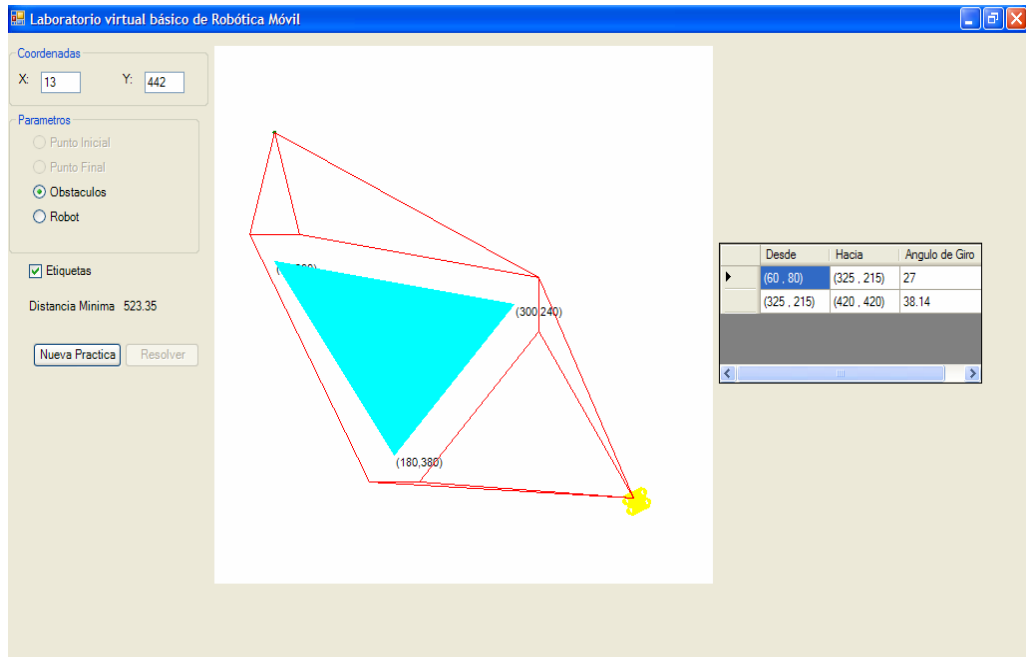 Laboratorio virtual básico de Robótica Móvil
Coordenadas
X: 13 Y: 442
Parametros
Punto Inicial
Punto Final
Obstaculos
Robot
Etiquetas
Distancia Minima 523.35
Nueva Practica Resolver
(300,240)
(180,380)
Desde Hacia Angulo de Giro
(60 , 80) (325 , 215) 27
(325 , 215) (420 , 420) 38.14